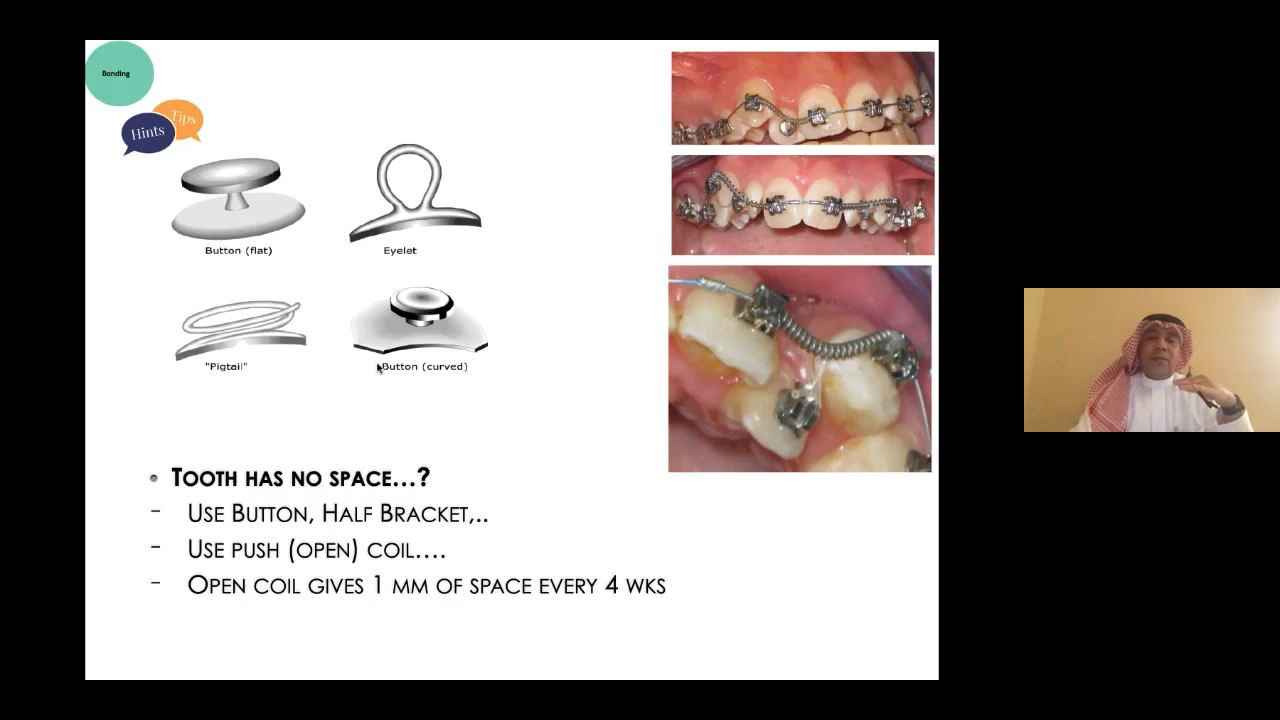 Bonding
Hints
Tips
Button (flat)
Eyelet
"Pigtail"
Button (curved)
• TOOTH HAS NO SPACE...?
- USE BUTTON, HALF BRACKET,..
- USE PUSH (OPEN) COIL....
- OPEN COIL GIVES 1 MM OF SPACE EVERY 4 WKS